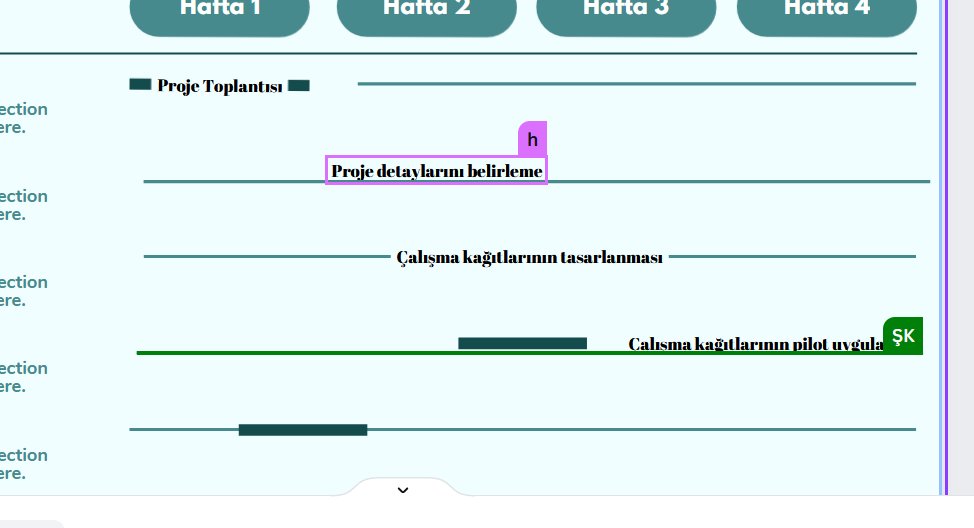 Hafta 1 Hafta 2 Hafta 3 Hafta 4
Proje Toplantısı
ection
ere.
h
Proje detaylarını belirleme
ection
ere.
Çalışma kağıtlarının tasarlanması
ection
ere.
ŞK
Çalışma kağıtlarının pilot uygula
ection
ere.
ection
ere.